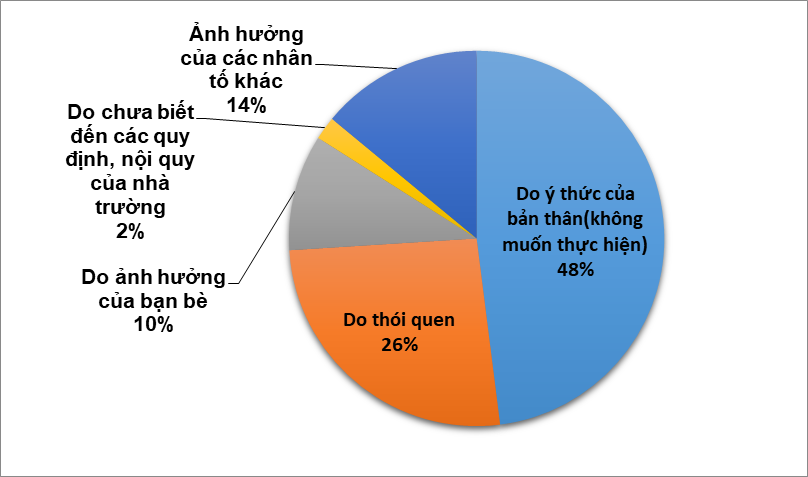 Ảnh hưởng
của các nhân
tố khác
14%
Do chưa biết
đến các quy
định, nội quy
của nhà
trường
2%
Do ảnh hưởng
của bạn bè
10%
Do thói quen
26%
Do ý thức của
bản thân(không
muốn thực hiện)
48%